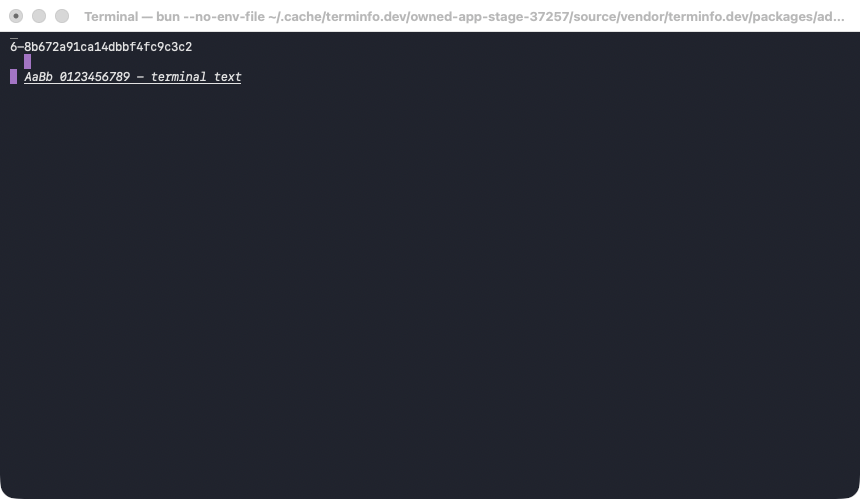 Terminal — bun --no-env-file ~/.cache/terminfo.dev/owned-app-stage-37257/source/vendor/terminfo.dev/packages/ad...
6-8b672a91ca14dbbf4fc9c3c2
AaBb 0123456789 — terminal text